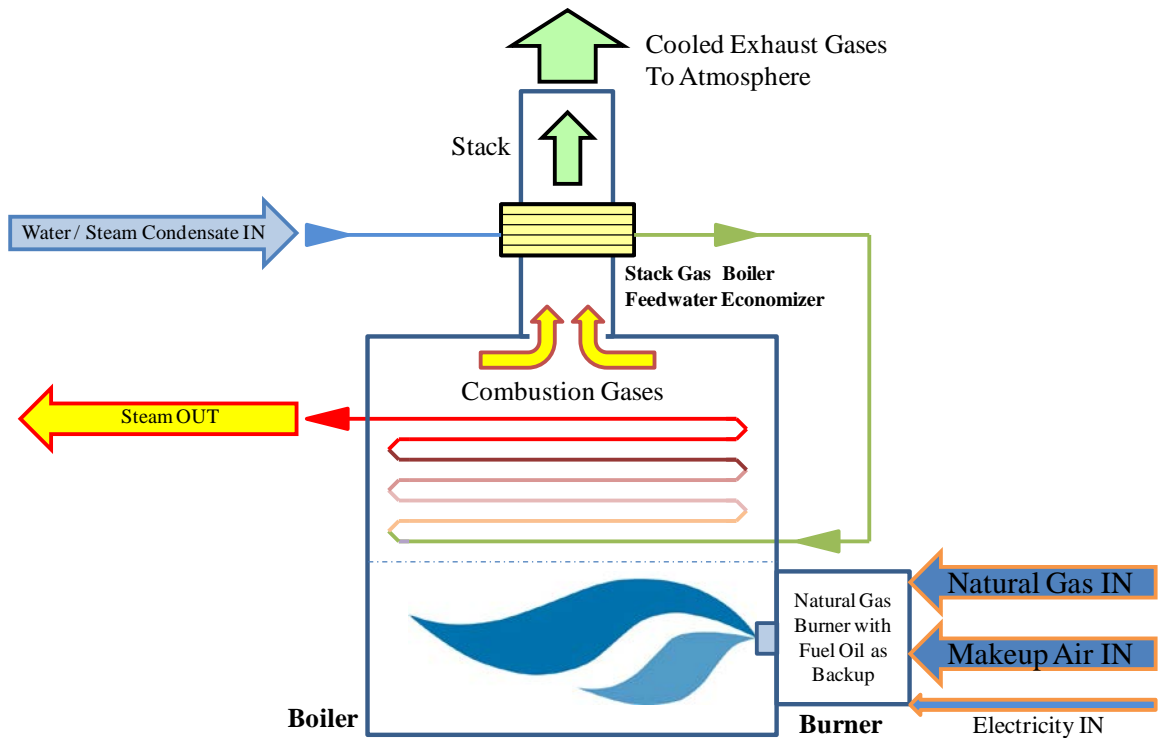 Cooled Exhaust Gases
To Atmosphere
Stack
Water / Steam Condensate IN
Stack Gas Boiler
Feedwater Economizer
Combustion Gases
Steam OUT
Natural Gas IN
Natural Gas
Burner with
Fuel Oil as
Backup
Makeup Air IN
Boiler
Burner
Electricity IN